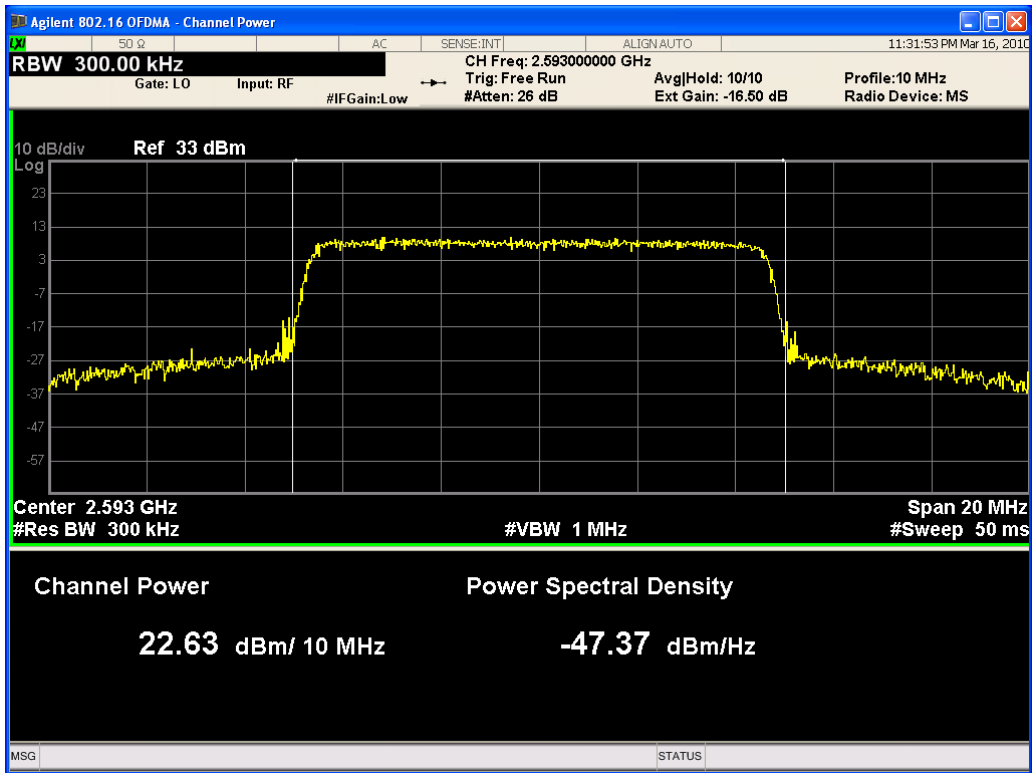 Agilent 802.16 OFDMA - Channel Power
LXI 50 Ω AC SENSE:INT ALIGN AUTO 11:31:53 PM Mar 16, 2010
RBW 300.00 kHz CH Freq: 2.593000000 GHz
Gate: LO Input: RF Trig: Free Run Avg|Hold: 10/10 Profile:10 MHz
#IFGain:Low #Atten: 26 dB Ext Gain: -16.50 dB Radio Device: MS
10 dB/div Ref 33 dBm
Log
23
13
3
-7
-17
-27
-37
-47
-57
Center 2.593 GHz Span 20 MHz
#Res BW 300 kHz #VBW 1 MHz #Sweep 50 ms
Channel Power Power Spectral Density
22.63 dBm/ 10 MHz -47.37 dBm/Hz
MSG STATUS